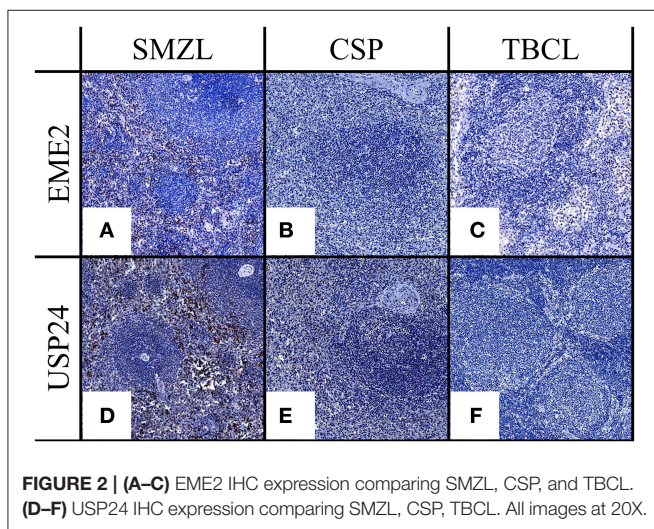 SMZL CSP TBCL
EME2
A B C
USP24
D E F
FIGURE 2 | (A–C) EME2 IHC expression comparing SMZL, CSP, and TBCL.
(D–F) USP24 IHC expression comparing SMZL, CSP, TBCL. All images at 20X.